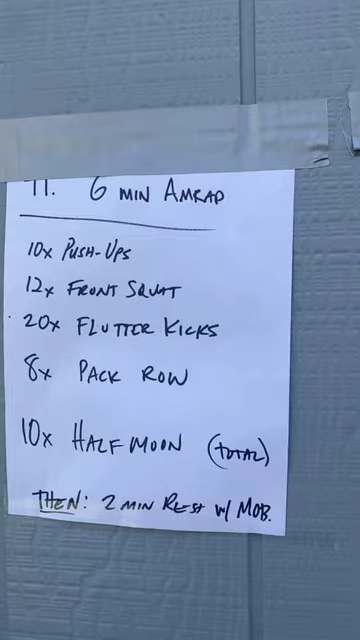 11. 6 MIN AMRAP
10x PUSH-UPS
12x FRONT SQUAT
20x FLUTTER KICKS
8x PACK ROW
10x HALF MOON (TOTAL)
THEN: 2 MIN REST W/ MOB.